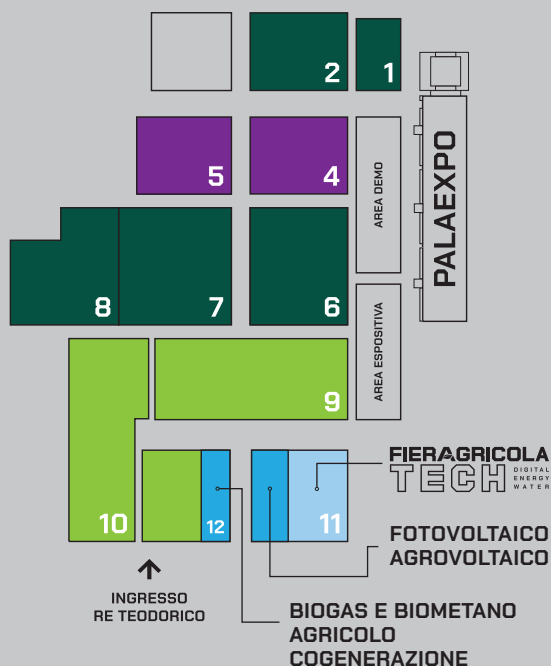 2
1
5
4
AREA DEMO
PALAEXPO
8
7
6
AREA ESPOSITIVA
9
10
12
11
FIERAGRICOLA
TECH
DIGITAL
ENERGY
WATER
FOTOVOLTAICO
AGROVOLTAICO
INGRESSO
RE TEODORICO
BIOGAS E BIOMETANO
AGRICOLO
COGENERAZIONE